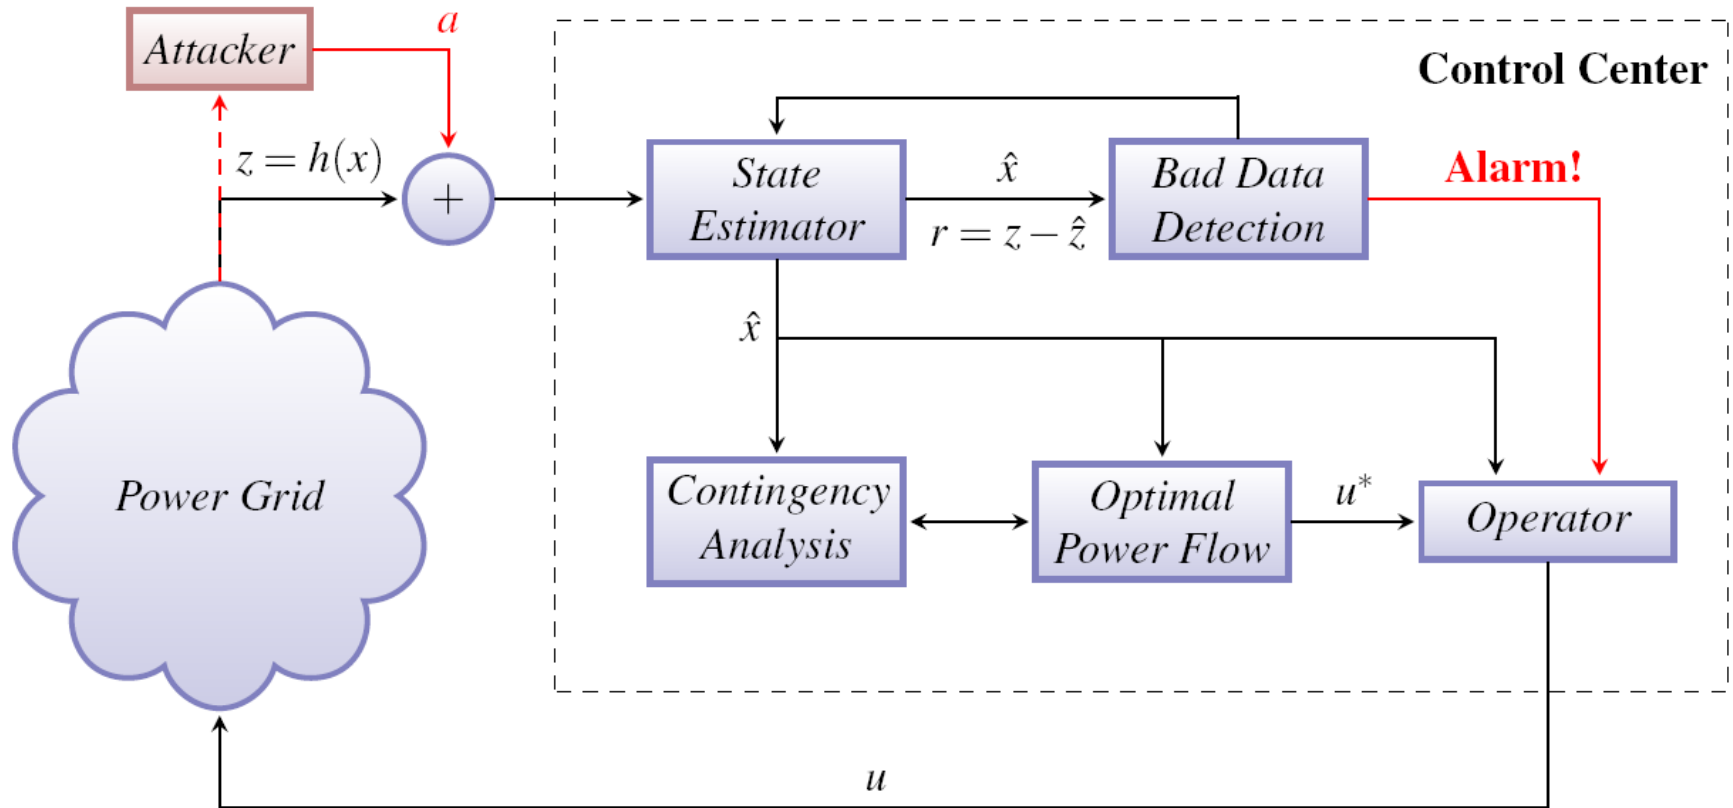 a
Attacker
Control Center
z = h(x)
+
State
Estimator
x̂
r = z − ẑ
Bad Data
Detection
Alarm!
x̂
Power Grid
Contingency
Analysis
Optimal
Power Flow
u*
Operator
u